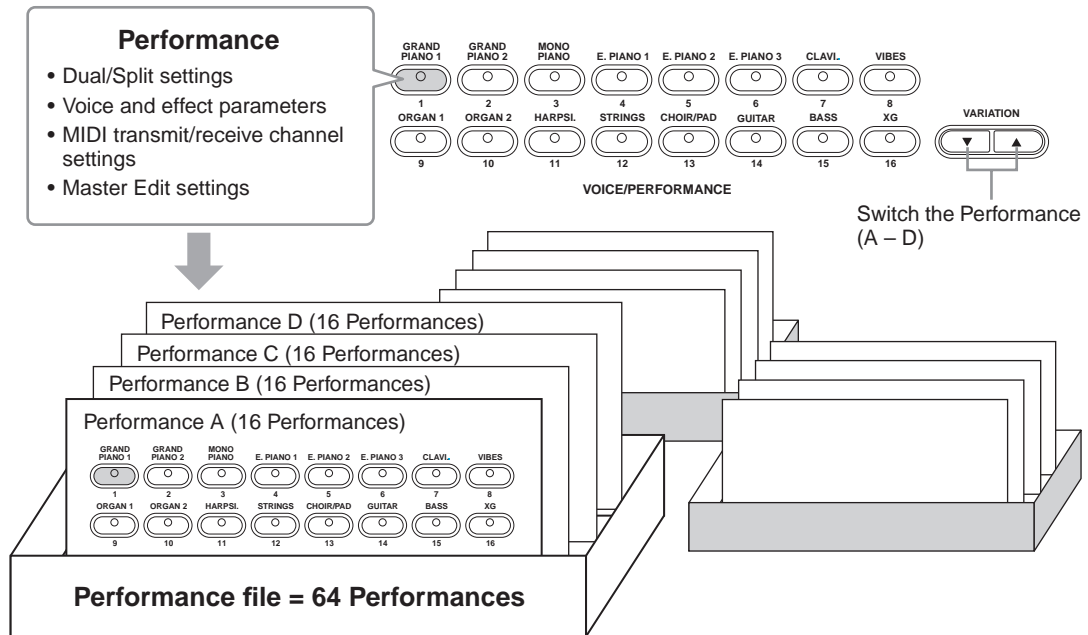 Performance
• Dual/Split settings
• Voice and effect parameters
• MIDI transmit/receive channel
settings
• Master Edit settings
GRAND PIANO 1 GRAND PIANO 2 MONO PIANO E. PIANO 1 E. PIANO 2 E. PIANO 3 CLAVI. VIBES
1 2 3 4 5 6 7 8
ORGAN 1 ORGAN 2 HARPSI. STRINGS CHOIR/PAD GUITAR BASS XG
9 10 11 12 13 14 15 16
VOICE/PERFORMANCE
VARIATION
▼ ▲
Switch the Performance
(A – D)
Performance D (16 Performances)
Performance C (16 Performances)
Performance B (16 Performances)
Performance A (16 Performances)
GRAND PIANO 1 GRAND PIANO 2 MONO PIANO E. PIANO 1 E. PIANO 2 E. PIANO 3 CLAVI. VIBES
1 2 3 4 5 6 7 8
ORGAN 1 ORGAN 2 HARPSI. STRINGS CHOIR/PAD GUITAR BASS XG
9 10 11 12 13 14 15 16
Performance file = 64 Performances